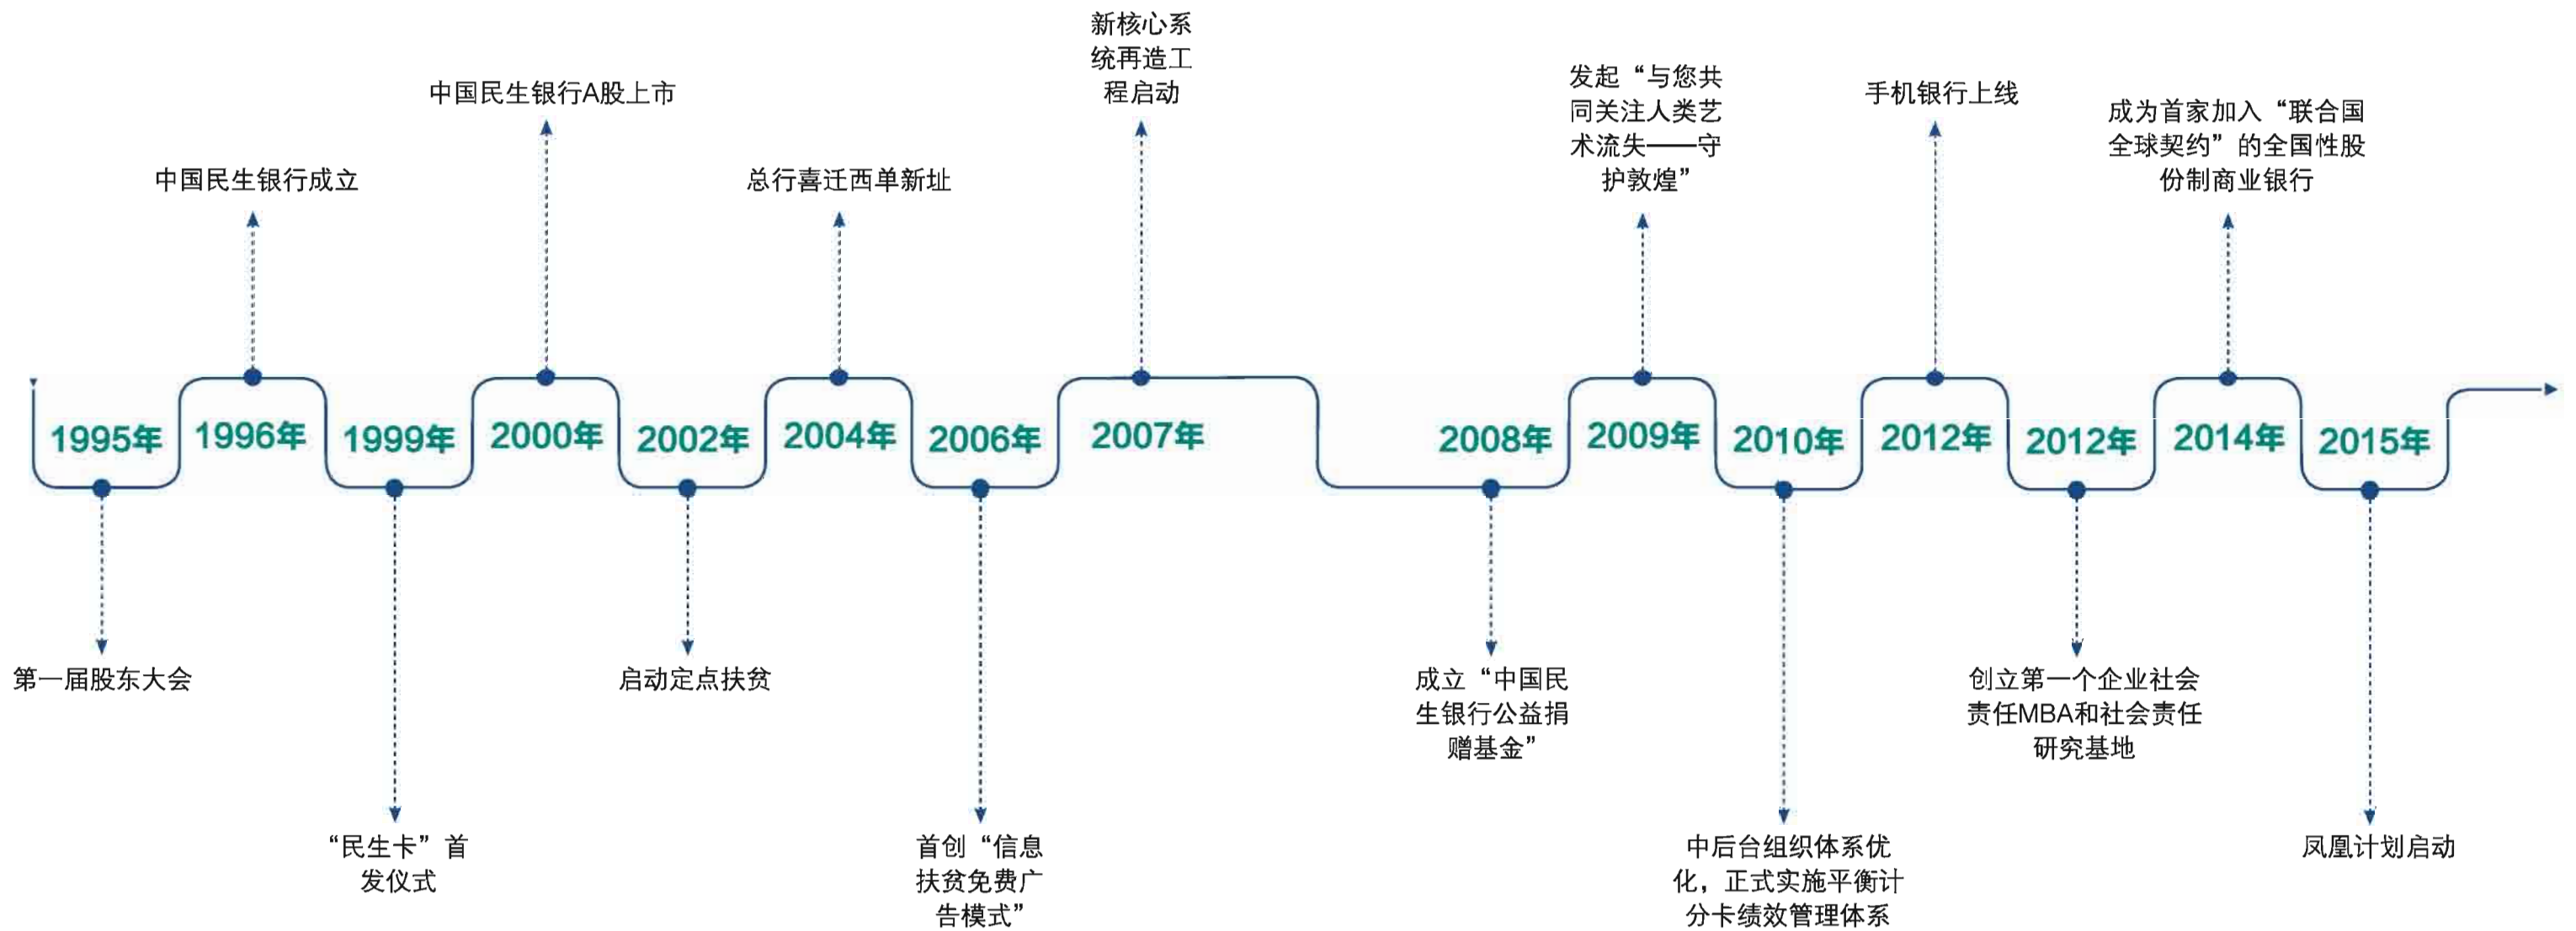 新核心系
统再造工
程启动
中国民生银行A股上市
发起“与您共
同关注人类艺
术流失——守
护敦煌”
手机银行上线
成为首家加入“联合国
全球契约”的全国性股
份制商业银行
中国民生银行成立
总行喜迁西单新址
1995年
1996年
1999年
2000年
2002年
2004年
2006年
2007年
2008年
2009年
2010年
2012年
2012年
2014年
2015年
第一届股东大会
启动定点扶贫
成立“中国民
生银行公益捐
赠基金”
创立第一个企业社会
责任MBA和社会责任
研究基地
“民生卡”首
发仪式
首创“信息
扶贫免费广
告模式”
中后台组织体系优
化，正式实施平衡计
分卡绩效管理体系
凤凰计划启动